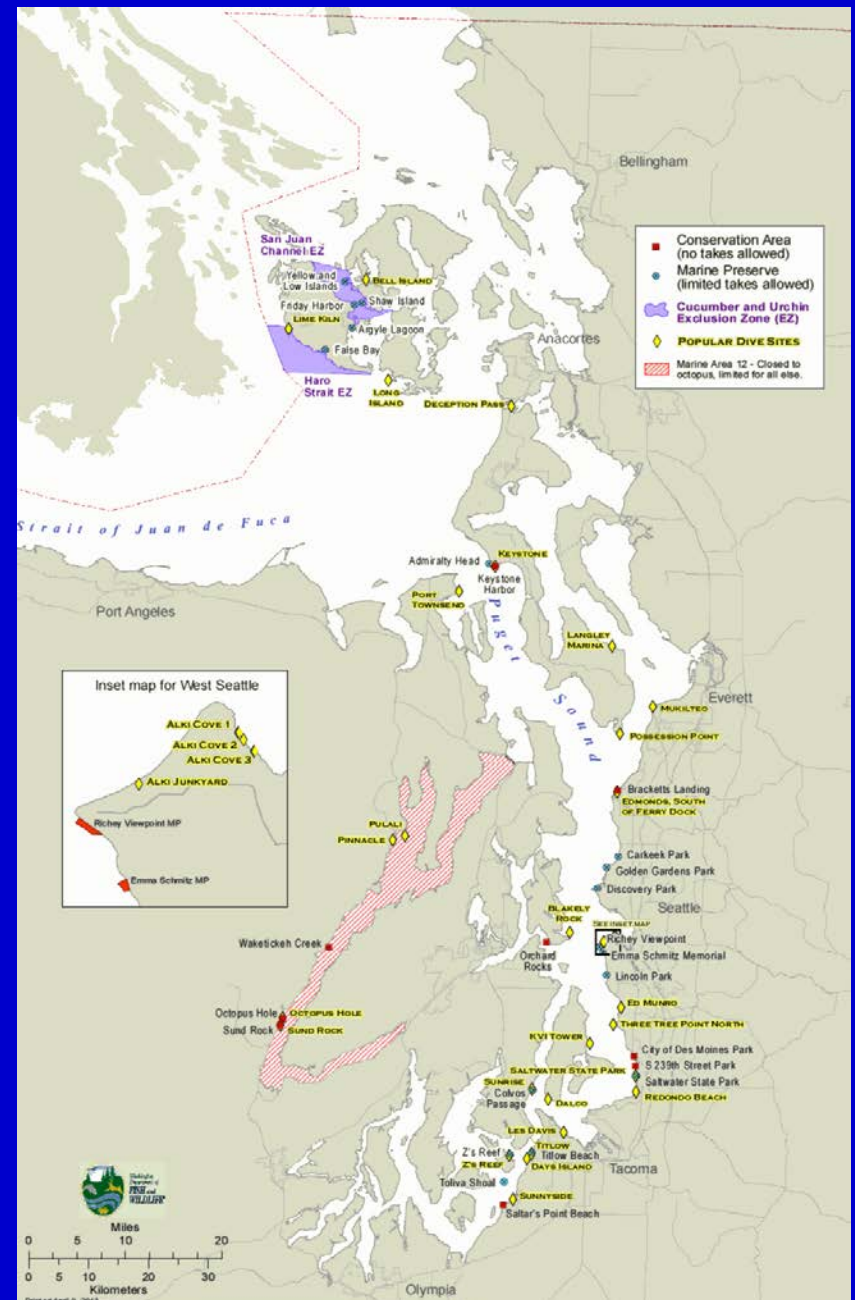 Bellingham
Conservation Area
(no takes allowed)
Marine Preserve
(limited takes allowed)
Cucumber and Urchin
Exclusion Zone (EZ)
POPULAR DIVE SITES
Marine Area 12 - Closed to
octopus, limited for all else.
San Juan
Channel EZ
Yellow and
Low Islands
BELL ISLAND
Friday Harbor
Shaw Island
LIME KILN
Argyle Lagoon
False Bay
Haro
Strait EZ
LONG
ISLAND
Anacortes
DECEPTION PASS
Strait of Juan de Fuca
Admiralty Head
KEYSTONE
Keystone
Harbor
PORT
TOWNSEND
Port Angeles
Puget
Sound
LANGLEY
MARINA
Everett
MUKILTEO
POSSESSION POINT
Inset map for West Seattle
ALKI COVE 1
ALKI COVE 2
ALKI COVE 3
ALKI JUNKYARD
Richey Viewpoint MP
Emma Schmitz MP
Bracketts Landing
EDMONDS, SOUTH
OF FERRY DOCK
PULALI
PINNACLE
Carkeek Park
Golden Gardens Park
Discovery Park
Seattle
BLAKELY
ROCK
SEE INSET MAP
Richey Viewpoint
Emma Schmitz Memorial
Waketickeh Creek
Orchard
Rocks
Lincoln Park
Octopus Hole
OCTOPUS HOLE
Sund Rock
SUND ROCK
ED MUNRO
THREE TREE POINT NORTH
KVI TOWER
City of Des Moines Park
S 239th Street Park
SALTWATER STATE PARK
Saltwater State Park
SUNRISE
Colvos
Passage
DALCO
REDONDO BEACH
LES DAVIS
TITLOW
Z's Reef
Titlow Beach
Z'S REEF
DAYS ISLAND
Tacoma
Toliva Shoal
SUNNYSIDE
Saltar's Point Beach
Washington
Department of
FISH and
WILDLIFE
Miles
0 5 10 20
0 5 10 20 30
Kilometers
Olympia